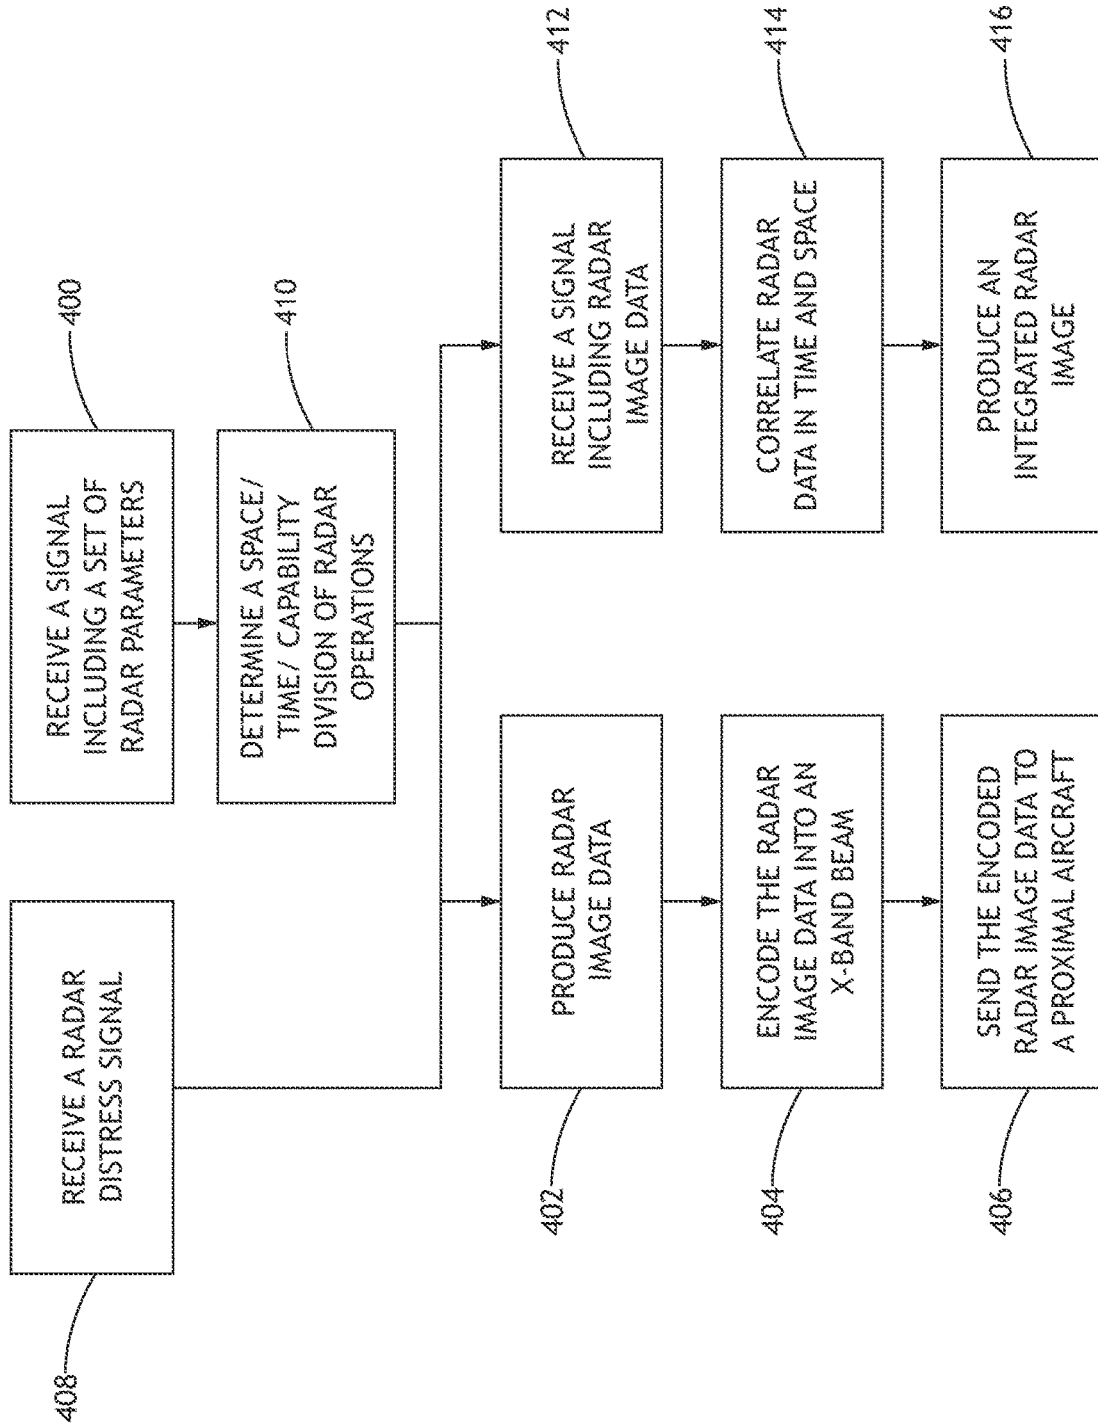 408
RECEIVE A RADAR
DISTRESS SIGNAL
RECEIVE A SIGNAL
INCLUDING A SET OF
RADAR PARAMETERS
400
DETERMINE A SPACE/
TIME/ CAPABILITY
DIVISION OF RADAR
OPERATIONS
410
402
PRODUCE RADAR
IMAGE DATA
RECEIVE A SIGNAL
INCLUDING RADAR
IMAGE DATA
412
404
ENCODE THE RADAR
IMAGE DATA INTO AN
X-BAND BEAM
CORRELATE RADAR
DATA IN TIME AND SPACE
414
406
SEND THE ENCODED
RADAR IMAGE DATA TO
A PROXIMAL AIRCRAFT
PRODUCE AN
INTEGRATED RADAR
IMAGE
416